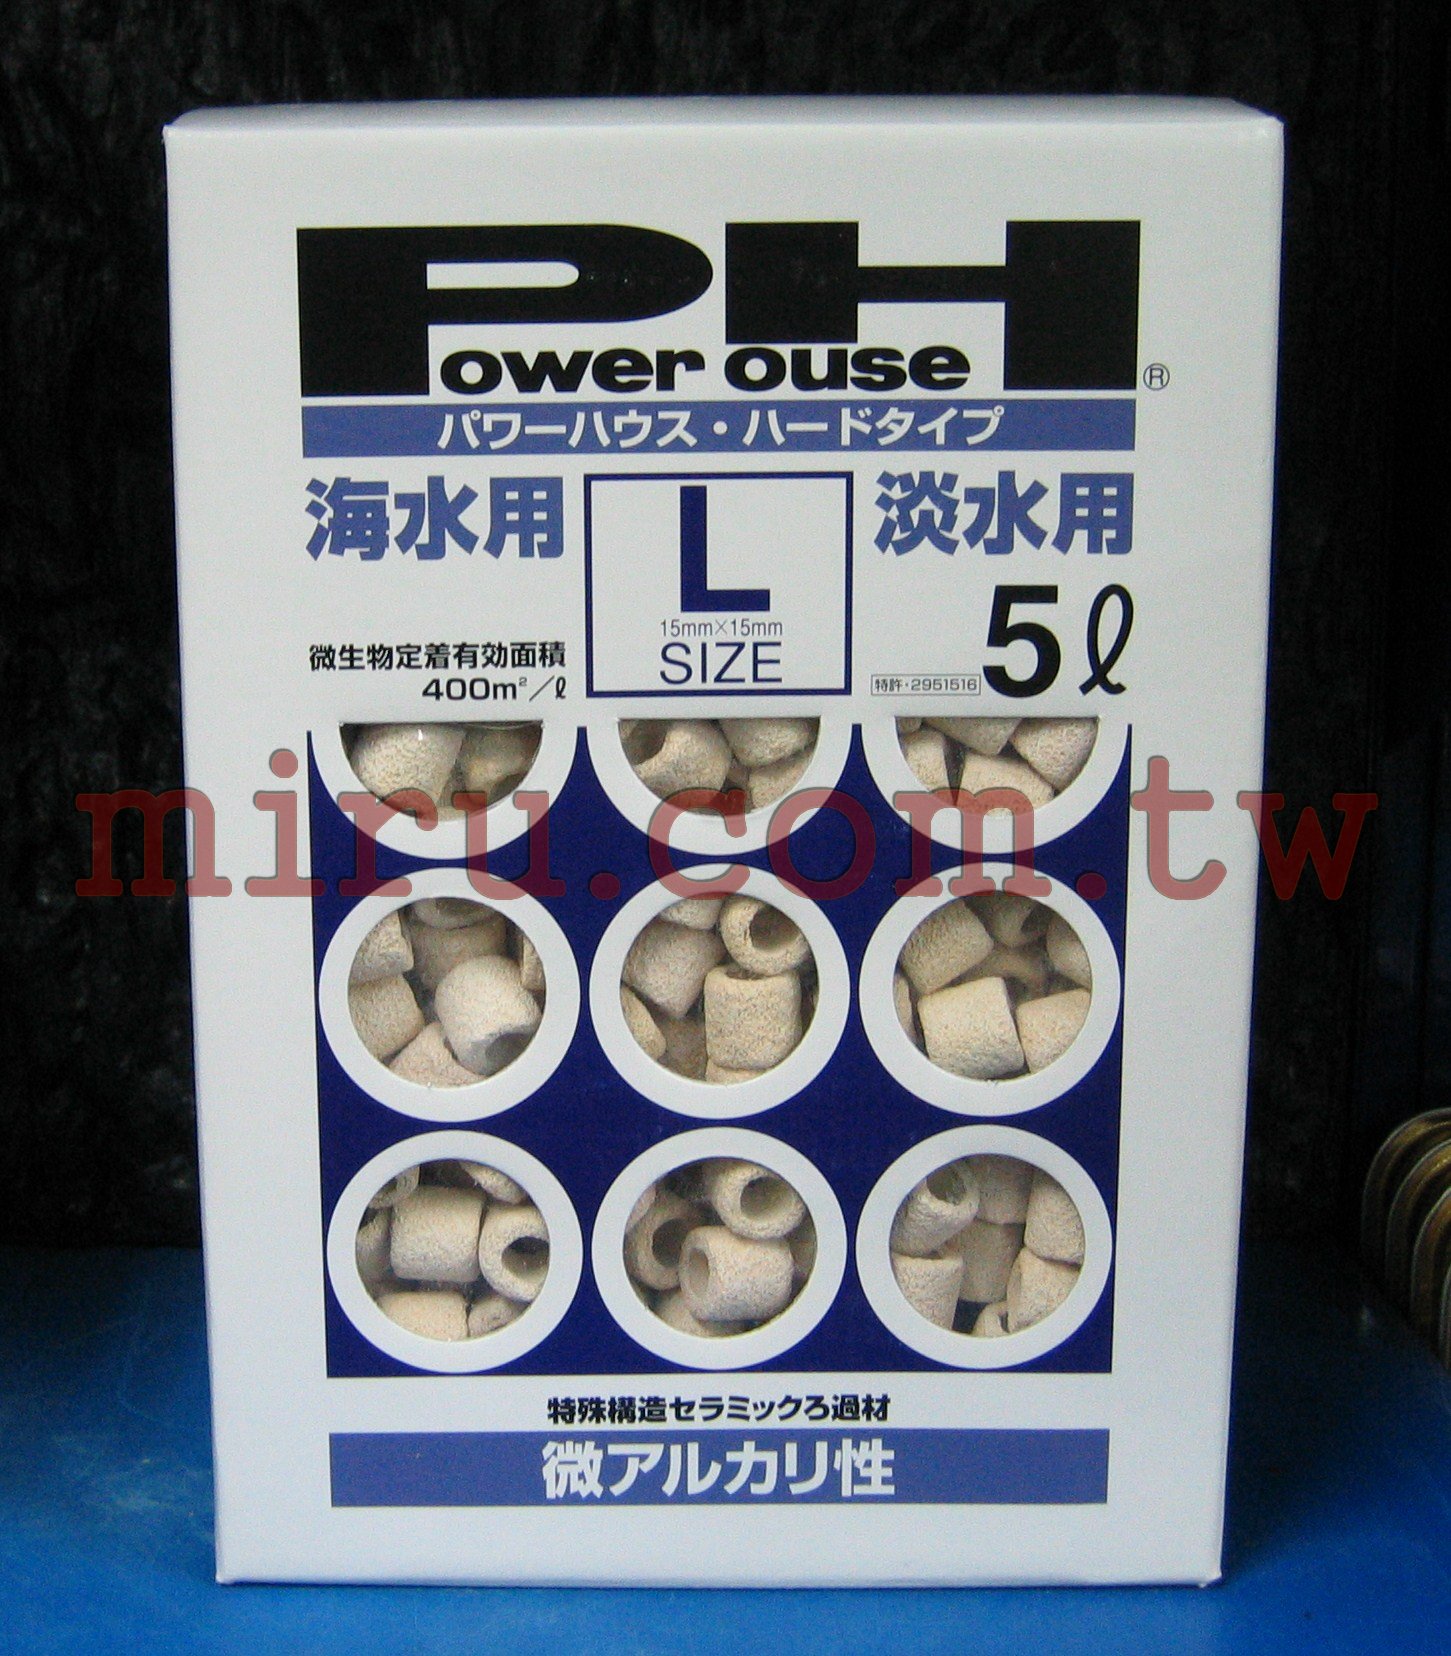 Power House ®
パワーハウス・ハードタイプ
海水用
L
15mm×15mm
SIZE
淡水用
微生物定着有効面積
400m²/ℓ
特許・2951516
5ℓ
miru.com.tw
特殊構造セラミックろ過材
微アルカリ性